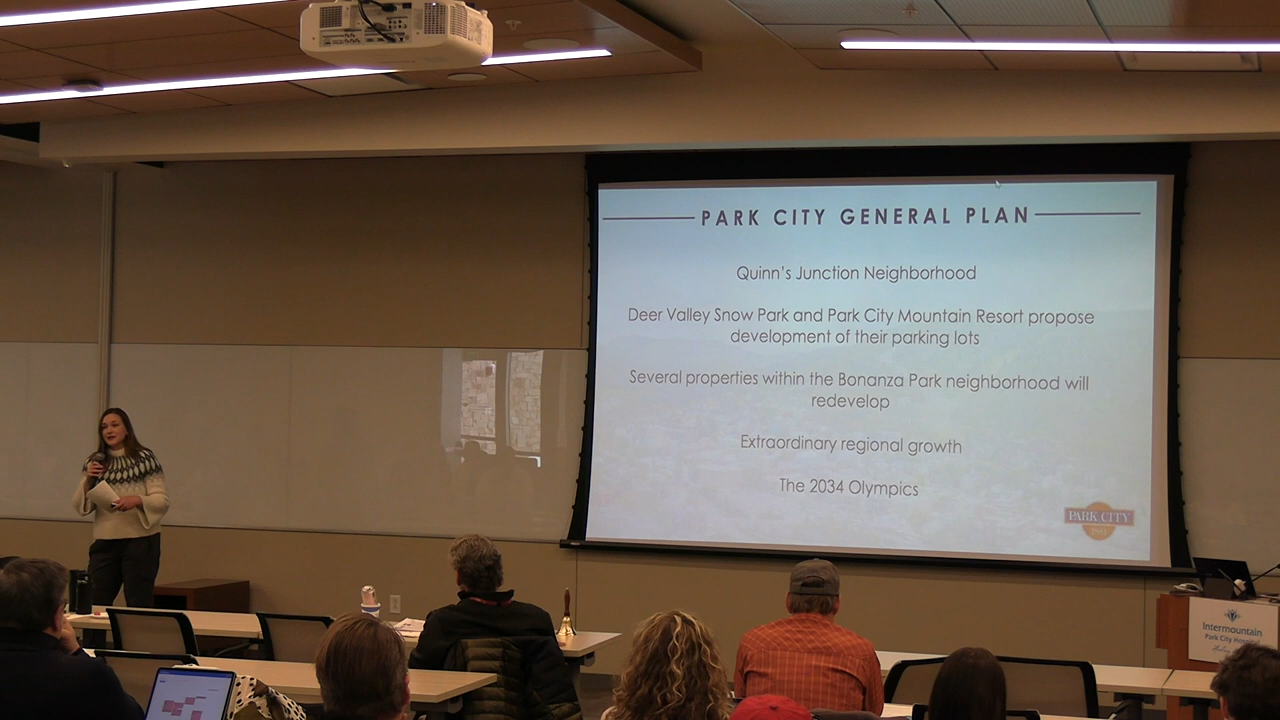 PARK CITY GENERAL PLAN
Quinn's Junction Neighborhood
Deer Valley Snow Park and Park City Mountain Resort propose
development of their parking lots
Several properties within the Bonanza Park neighborhood will
redevelop
Extraordinary regional growth
The 2034 Olympics
PARK CITY
1884
Intermountain
Park City Hospital